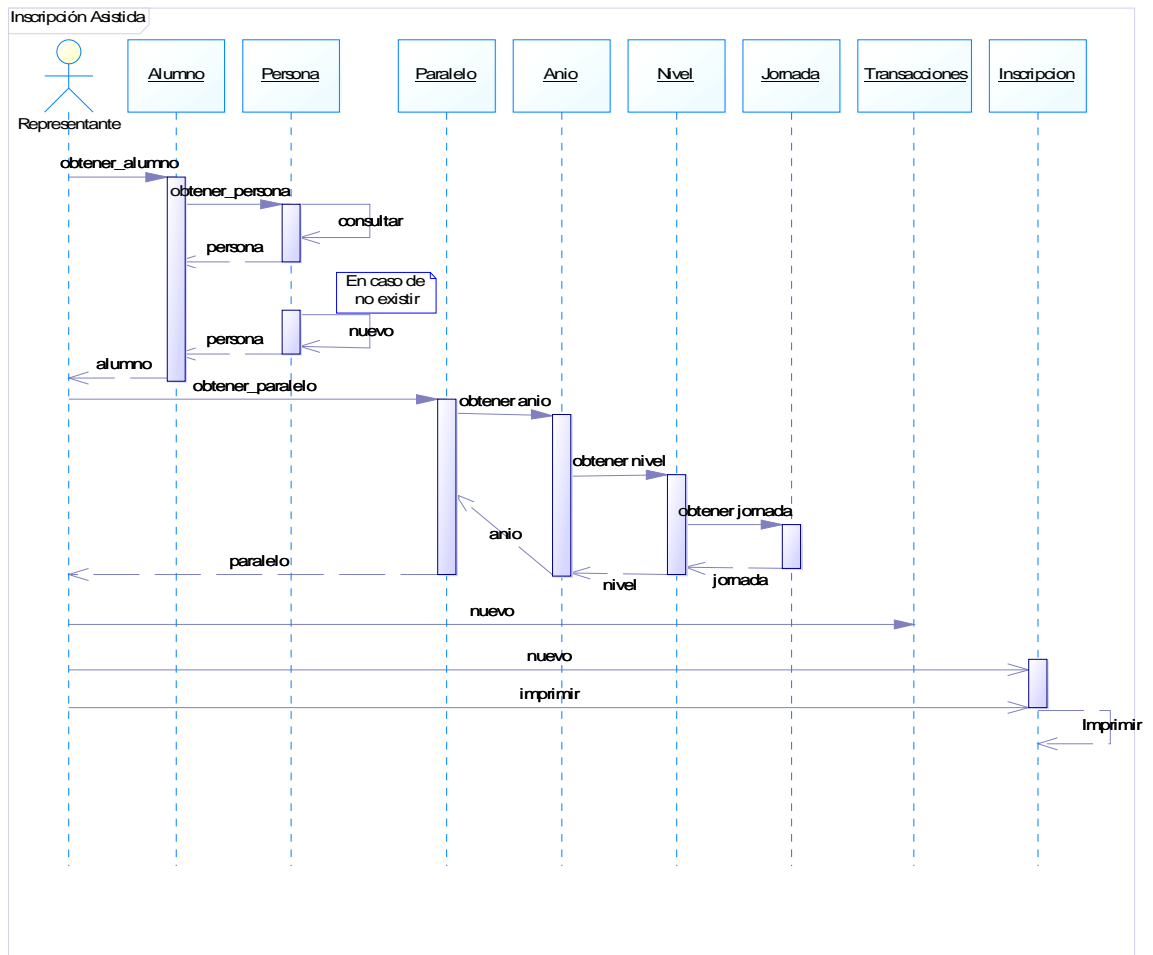 Inscripción Asistida
Representante
Alumno
Persona
Paralelo
Anio
Nivel
Jornada
Transacciones
Inscripcion
obtener_alumno
obtener_persona
consultar
persona
En caso de
no existir
nuevo
persona
alumno
obtener_paralelo
obtener anio
obtener nivel
obtener jornada
anio
paralelo
nivel
jornada
nuevo
nuevo
imprimir
Imprimir